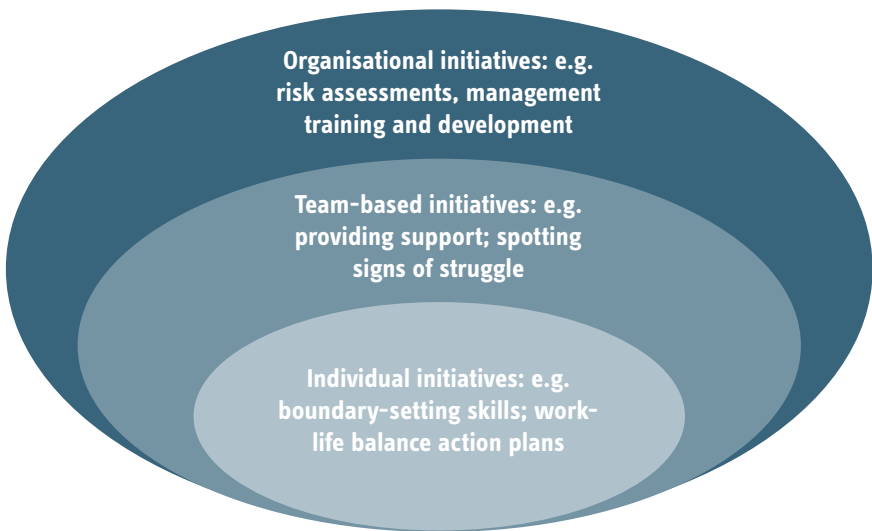 Organisational initiatives: e.g.
risk assessments, management
training and development
Team-based initiatives: e.g.
providing support; spotting
signs of struggle
Individual initiatives: e.g.
boundary-setting skills; work-
life balance action plans